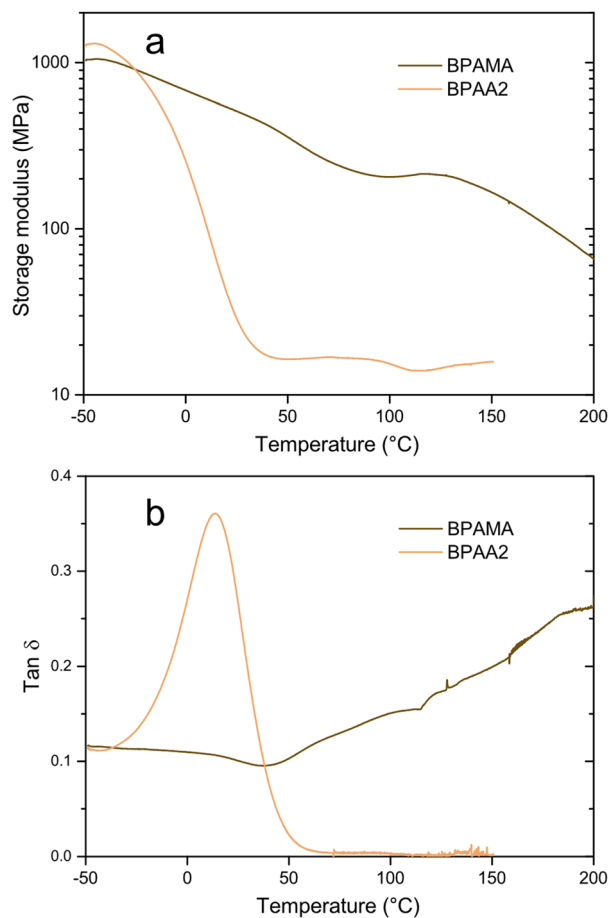 a
BPAMA
BPAA2
1000
100
10
Storage modulus (MPa)
-50 0 50 100 150 200
Temperature (°C)
b
BPAMA
BPAA2
0.4
0.3
0.2
0.1
0.0
Tan δ
-50 0 50 100 150 200
Temperature (°C)